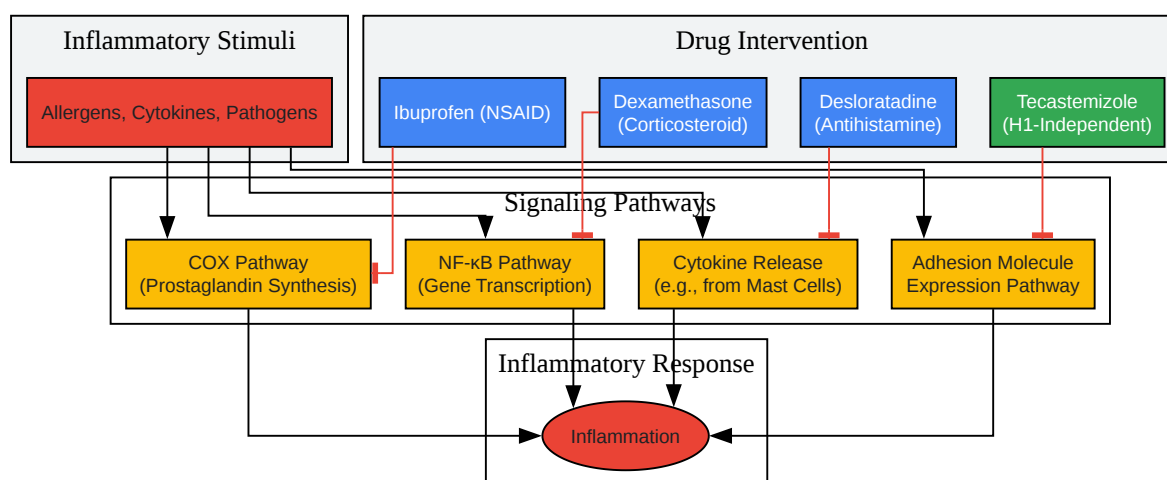 Inflammatory Stimuli
Drug Intervention
Allergens, Cytokines, Pathogens
Ibuprofen (NSAID)
Dexamethasone
(Corticosteroid)
Desloratadine
(Antihistamine)
Tecastemizole
(H1-Independent)
Signaling Pathways
COX Pathway
(Prostaglandin Synthesis)
NF-κB Pathway
(Gene Transcription)
Cytokine Release
(e.g., from Mast Cells)
Adhesion Molecule
Expression Pathway
Inflammatory Response
Inflammation